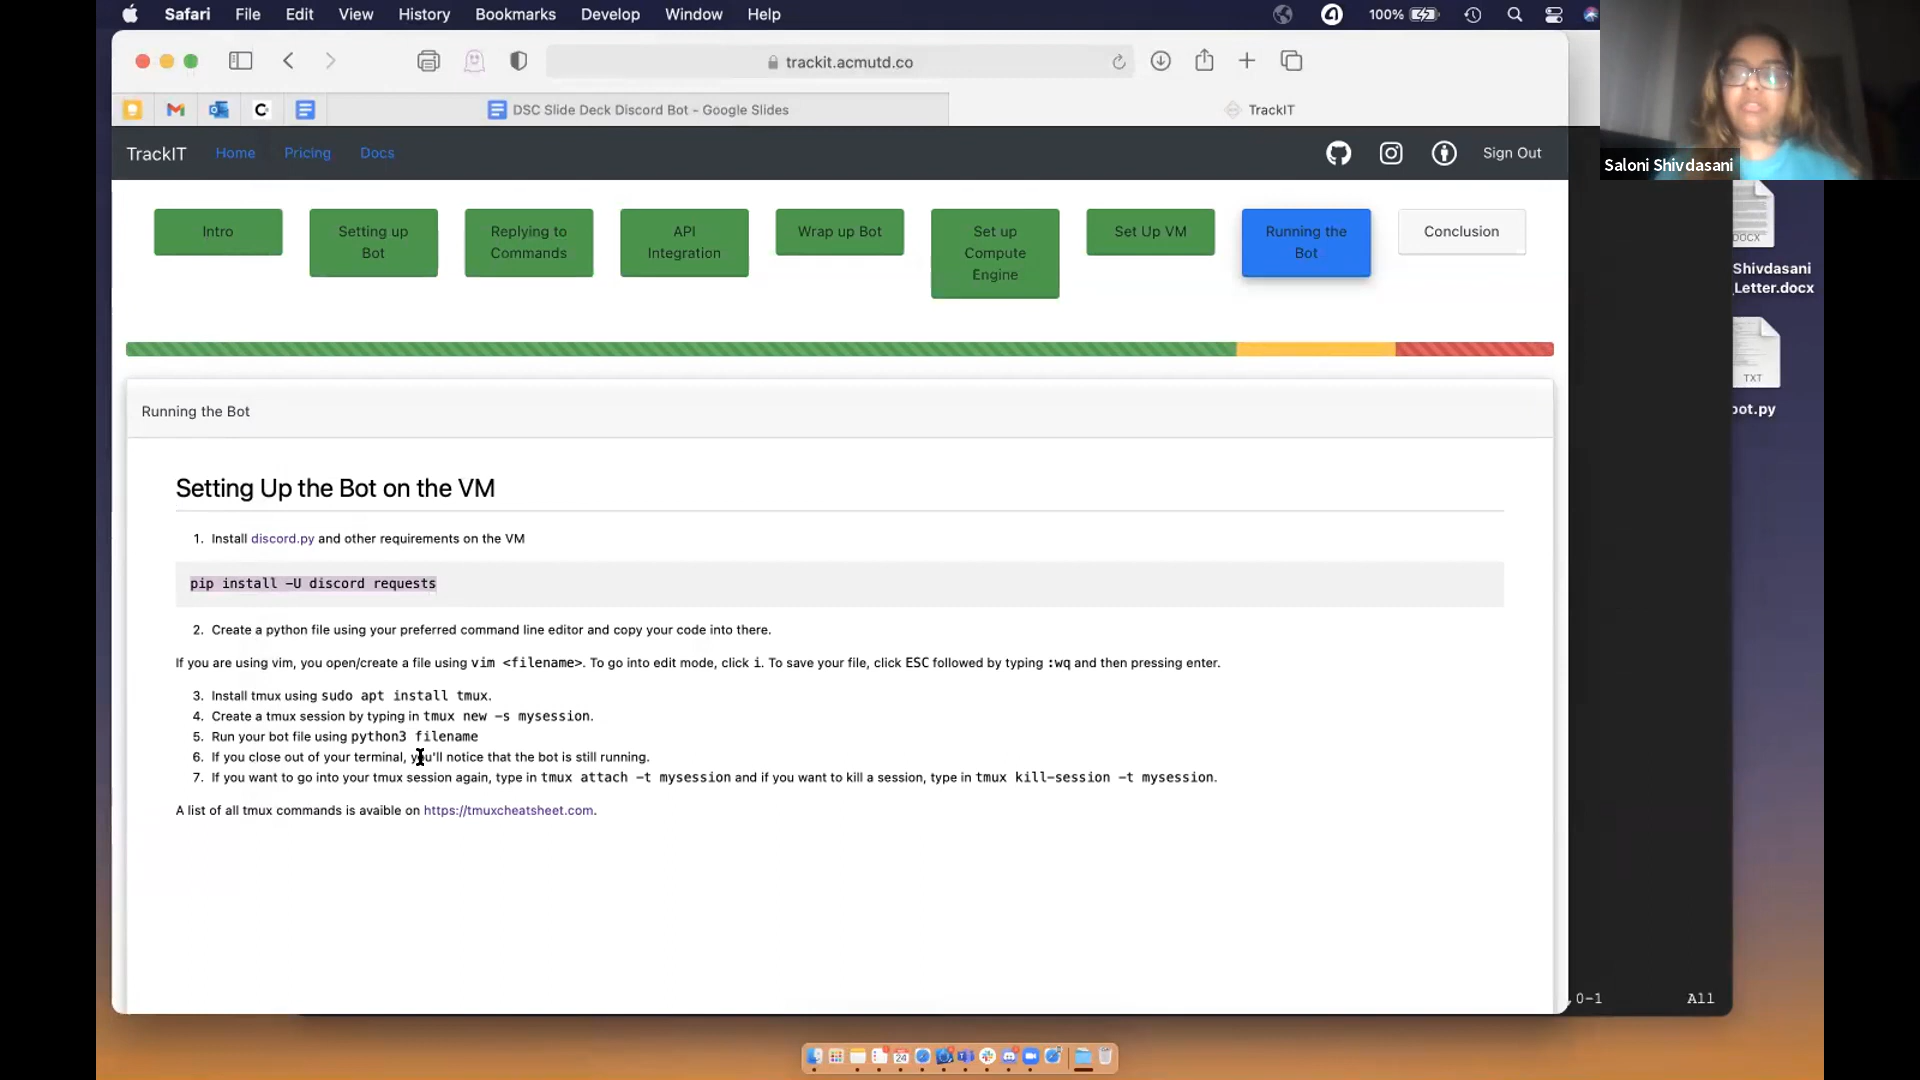 Safari File Edit View History Bookmarks Develop Window Help 100%
trackit.acmutd.co
DSC Slide Deck Discord Bot - Google Slides
TrackIT
TrackIT Home Pricing Docs Sign Out
Saloni Shivdasani
Intro
Setting up
Bot
Replying to
Commands
API
Integration
Wrap up Bot
Set up
Compute
Engine
Set Up VM
Running the
Bot
Conclusion
DOCX
Shivdasani
Letter.docx
TXT
bot.py
Running the Bot
Setting Up the Bot on the VM
1. Install discord.py and other requirements on the VM
pip install -U discord requests
2. Create a python file using your preferred command line editor and copy your code into there.
If you are using vim, you open/create a file using vim <filename>. To go into edit mode, click i. To save your file, click ESC followed by typing :wq and then pressing enter.
3. Install tmux using sudo apt install tmux.
4. Create a tmux session by typing in tmux new -s mysession.
5. Run your bot file using python3 filename
6. If you close out of your terminal, you'll notice that the bot is still running.
7. If you want to go into your tmux session again, type in tmux attach -t mysession and if you want to kill a session, type in tmux kill-session -t mysession.
A list of all tmux commands is avaible on https://tmuxcheatsheet.com.
,0-1 All
24